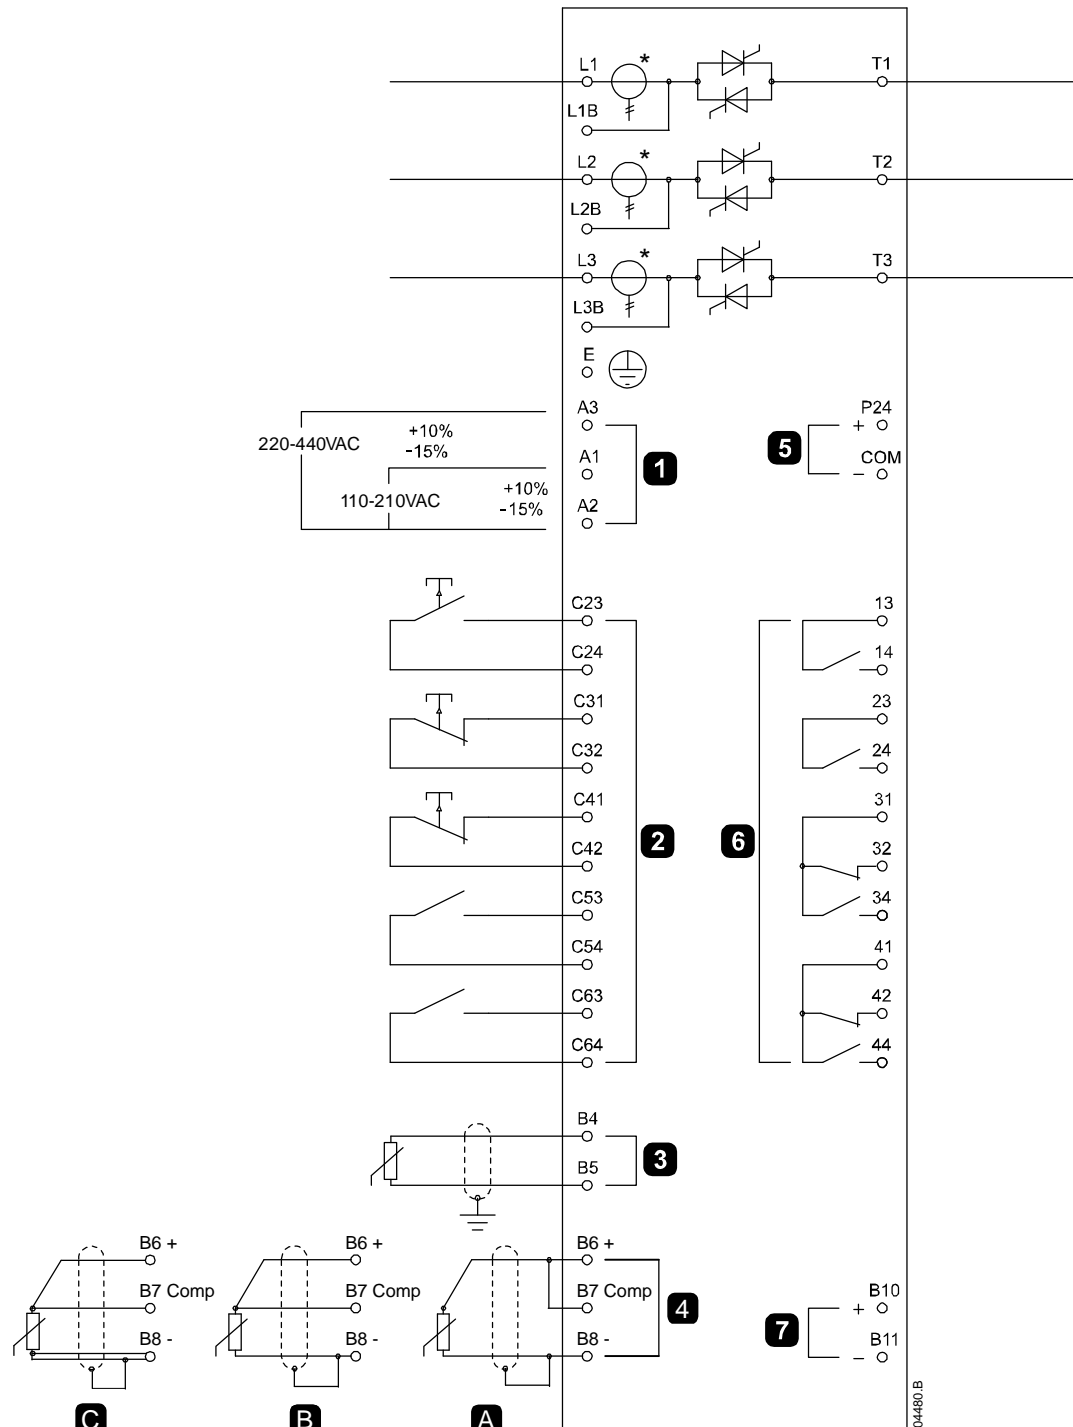 L1 * T1
L1B
L2 * T2
L2B
L3 * T3
L3B
E
A3 P24
220-440VAC +10% + 
-15% 5
A1 COM
1 −
110-210VAC +10%
-15%
A2
C23 13
C24 14
C31 23
C32 24
C41 31
2 6
C42 32
C53 34
C54 41
C63 42
C64 44
B4
3
B5
B6 + B6 + B6 +
B7 Comp B7 Comp B7 Comp 4 B10
+
7
B8 - B8 - B8 - B11
−
C B A
04480.B